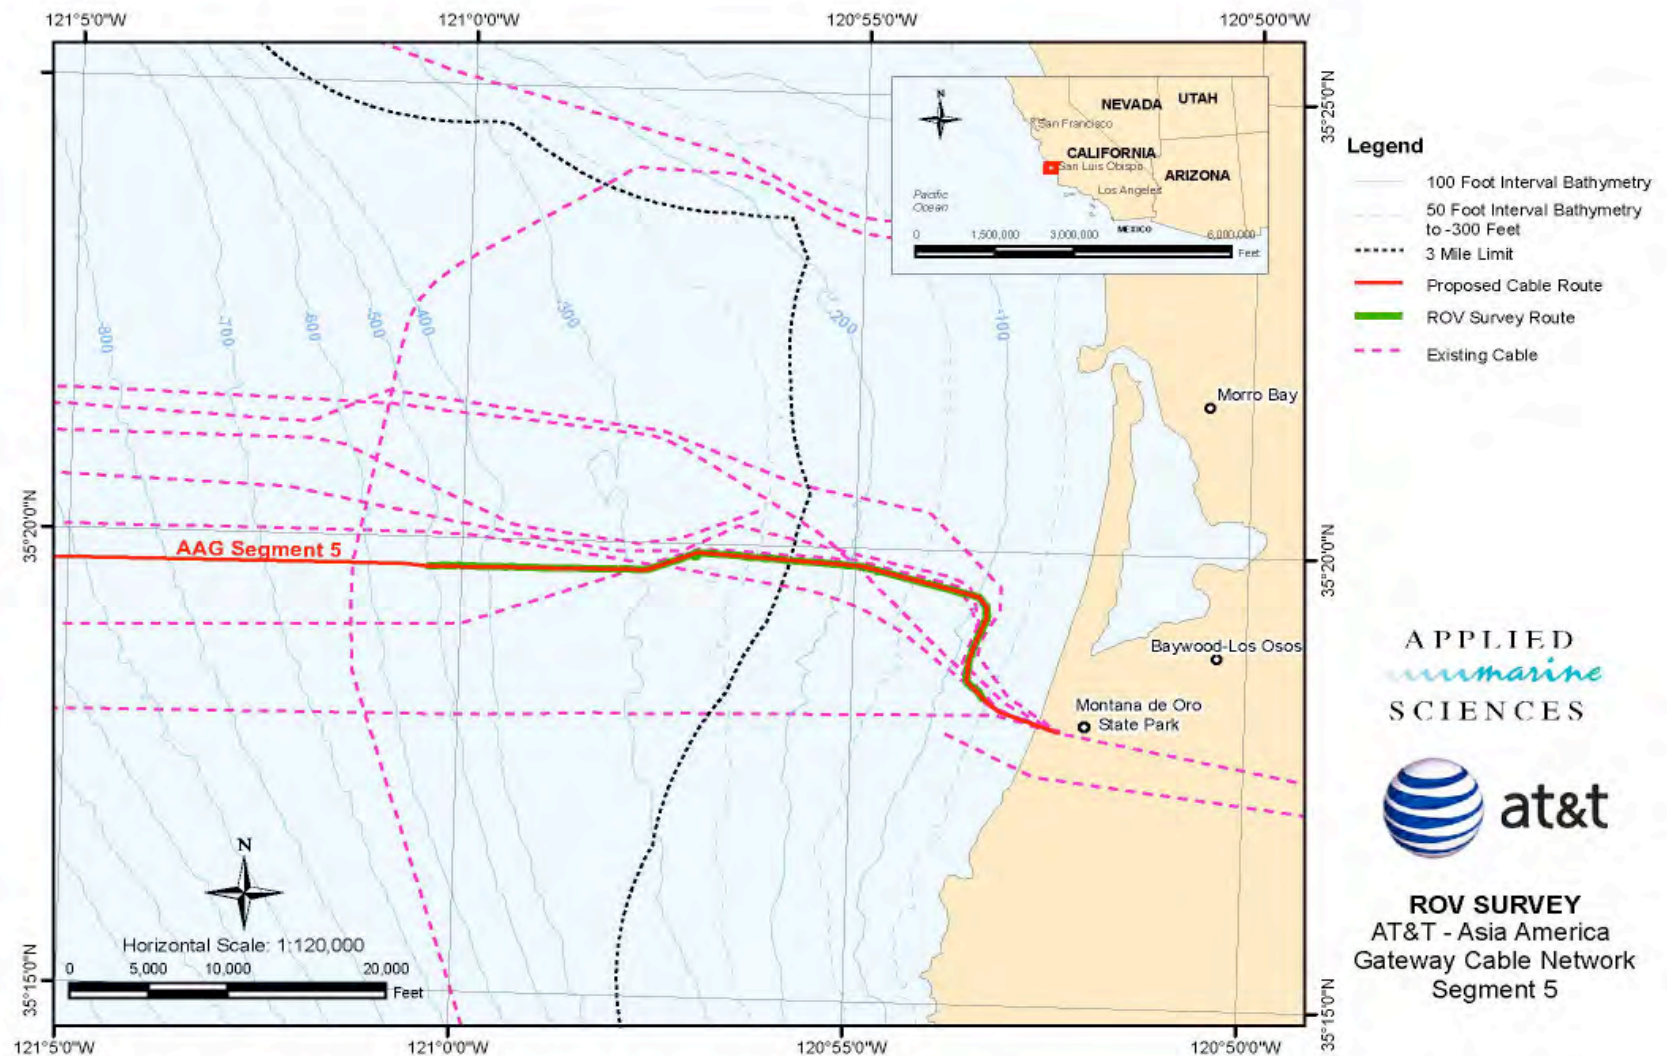 121°5'0"W
121°0'0"W
120°55'0"W
120°50'0"W
35°25'0"N
N
NEVADA
UTAH
San Francisco
CALIFORNIA
San Luis Obispo
ARIZONA
Pacific
Ocean
Los Angeles
MEXICO
0
1,500,000
3,000,000
6,000,000
Feet
Legend
100 Foot Interval Bathymetry
50 Foot Interval Bathymetry
to -300 Feet
3 Mile Limit
Proposed Cable Route
ROV Survey Route
Existing Cable
-800
-700
-600
-500
-400
-300
-200
-100
Morro Bay
35°20'0"N
35°20'0"N
AAG Segment 5
Baywood-Los Osos
Montana de Oro
State Park
APPLIED
marine
SCIENCES
at&t
N
Horizontal Scale: 1:120,000
0
5,000
10,000
20,000
Feet
ROV SURVEY
AT&T - Asia America
Gateway Cable Network
Segment 5
35°15'0"N
35°15'0"N
121°5'0"W
121°0'0"W
120°55'0"W
120°50'0"W